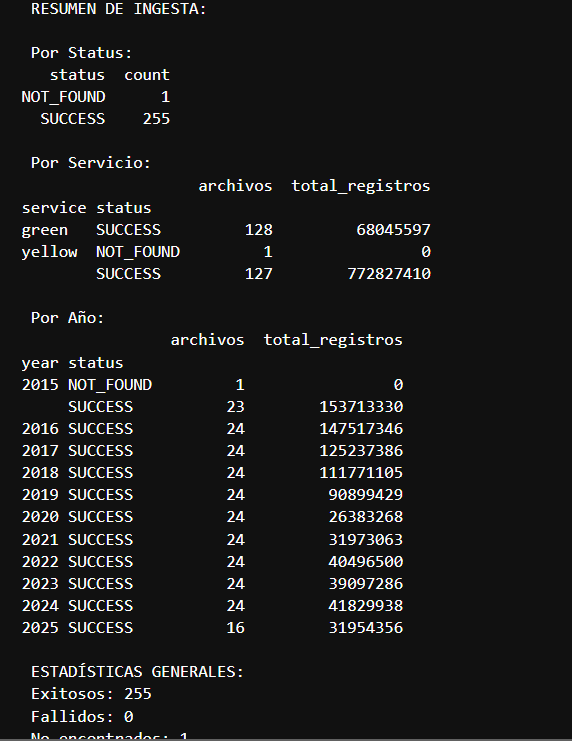 RESUMEN DE INGESTA:
Por Status:
status count
NOT_FOUND 1
SUCCESS 255
Por Servicio:
archivos total_registros
service status
green SUCCESS 128 68045597
yellow NOT_FOUND 1 0
SUCCESS 127 772827410
Por Año:
archivos total_registros
year status
2015 NOT_FOUND 1 0
SUCCESS 23 153713330
2016 SUCCESS 24 147517346
2017 SUCCESS 24 125237386
2018 SUCCESS 24 111771105
2019 SUCCESS 24 90899429
2020 SUCCESS 24 26383268
2021 SUCCESS 24 31973063
2022 SUCCESS 24 40496500
2023 SUCCESS 24 39097286
2024 SUCCESS 24 41829938
2025 SUCCESS 16 31954356
ESTADÍSTICAS GENERALES:
Exitosos: 255
Fallidos: 0
No encontrados: 1